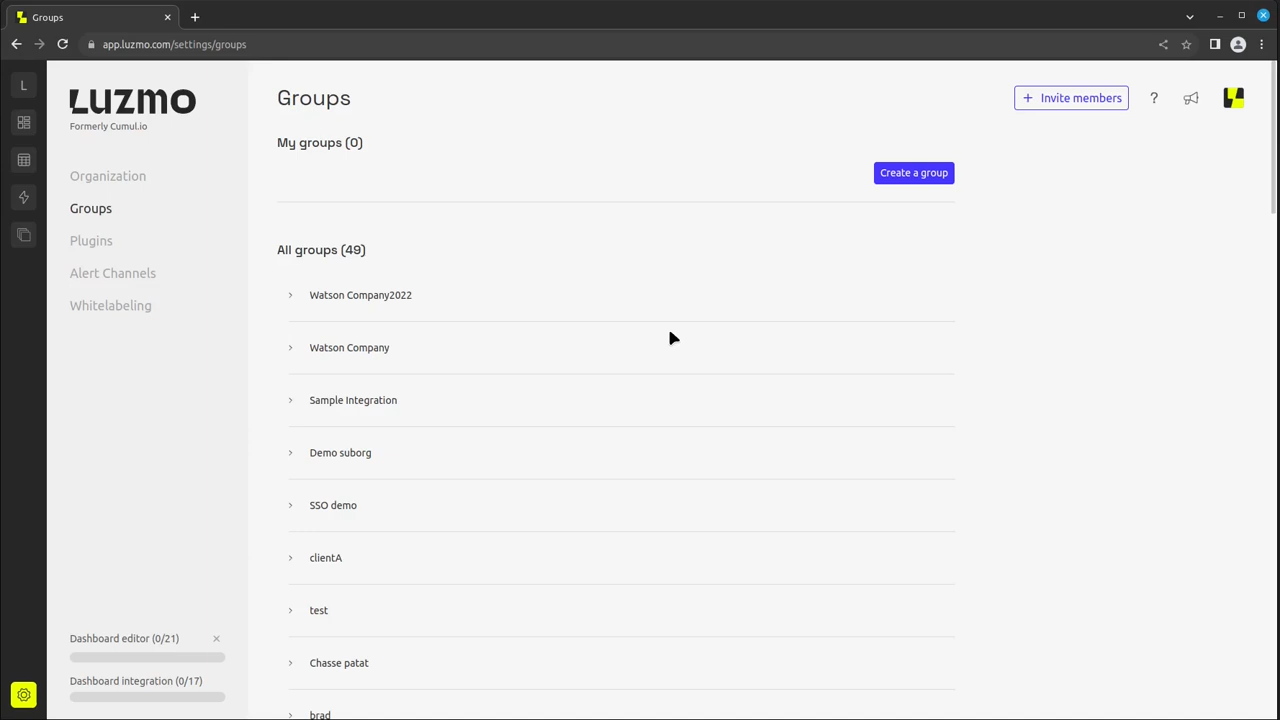 Groups
app.luzmo.com/settings/groups
L
Luzmo
Formerly Cumul.io
Organization
Groups
Plugins
Alert Channels
Whitelabeling
Dashboard editor (0/21)
Dashboard integration (0/17)
Groups
Invite members
?
My groups (0)
Create a group
All groups (49)
Watson Company2022
Watson Company
Sample Integration
Demo suborg
SSO demo
clientA
test
Chasse patat
brad